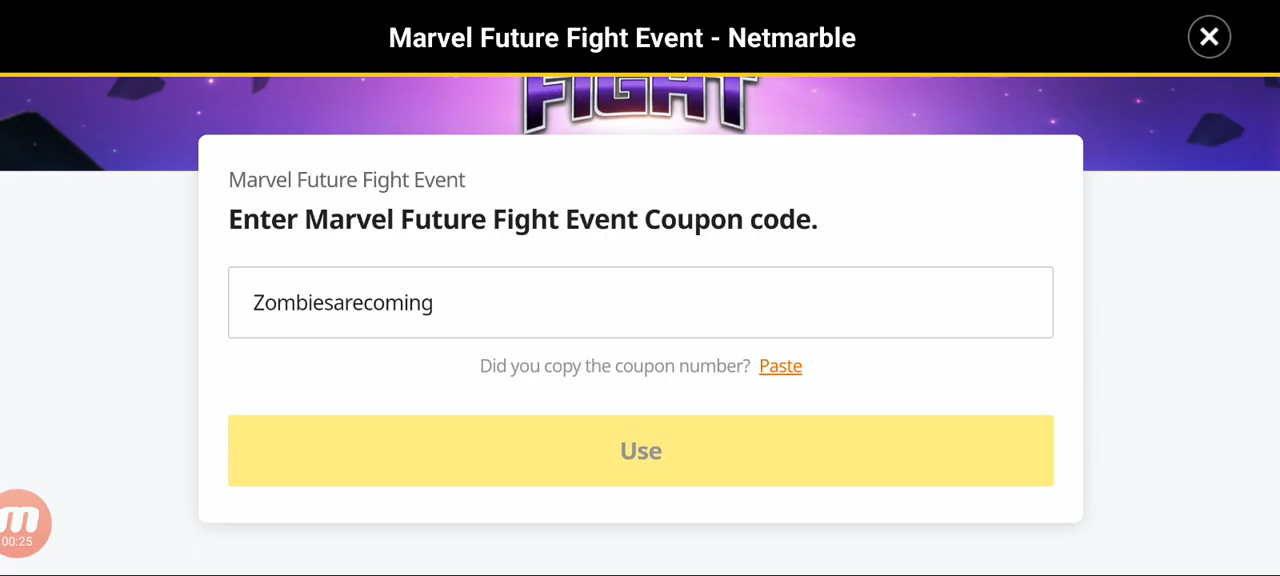 Marvel Future Fight Event - Netmarble
FIGHT
Marvel Future Fight Event
Enter Marvel Future Fight Event Coupon code.
Zombiesarecoming
Did you copy the coupon number? Paste
Use
m
00:25